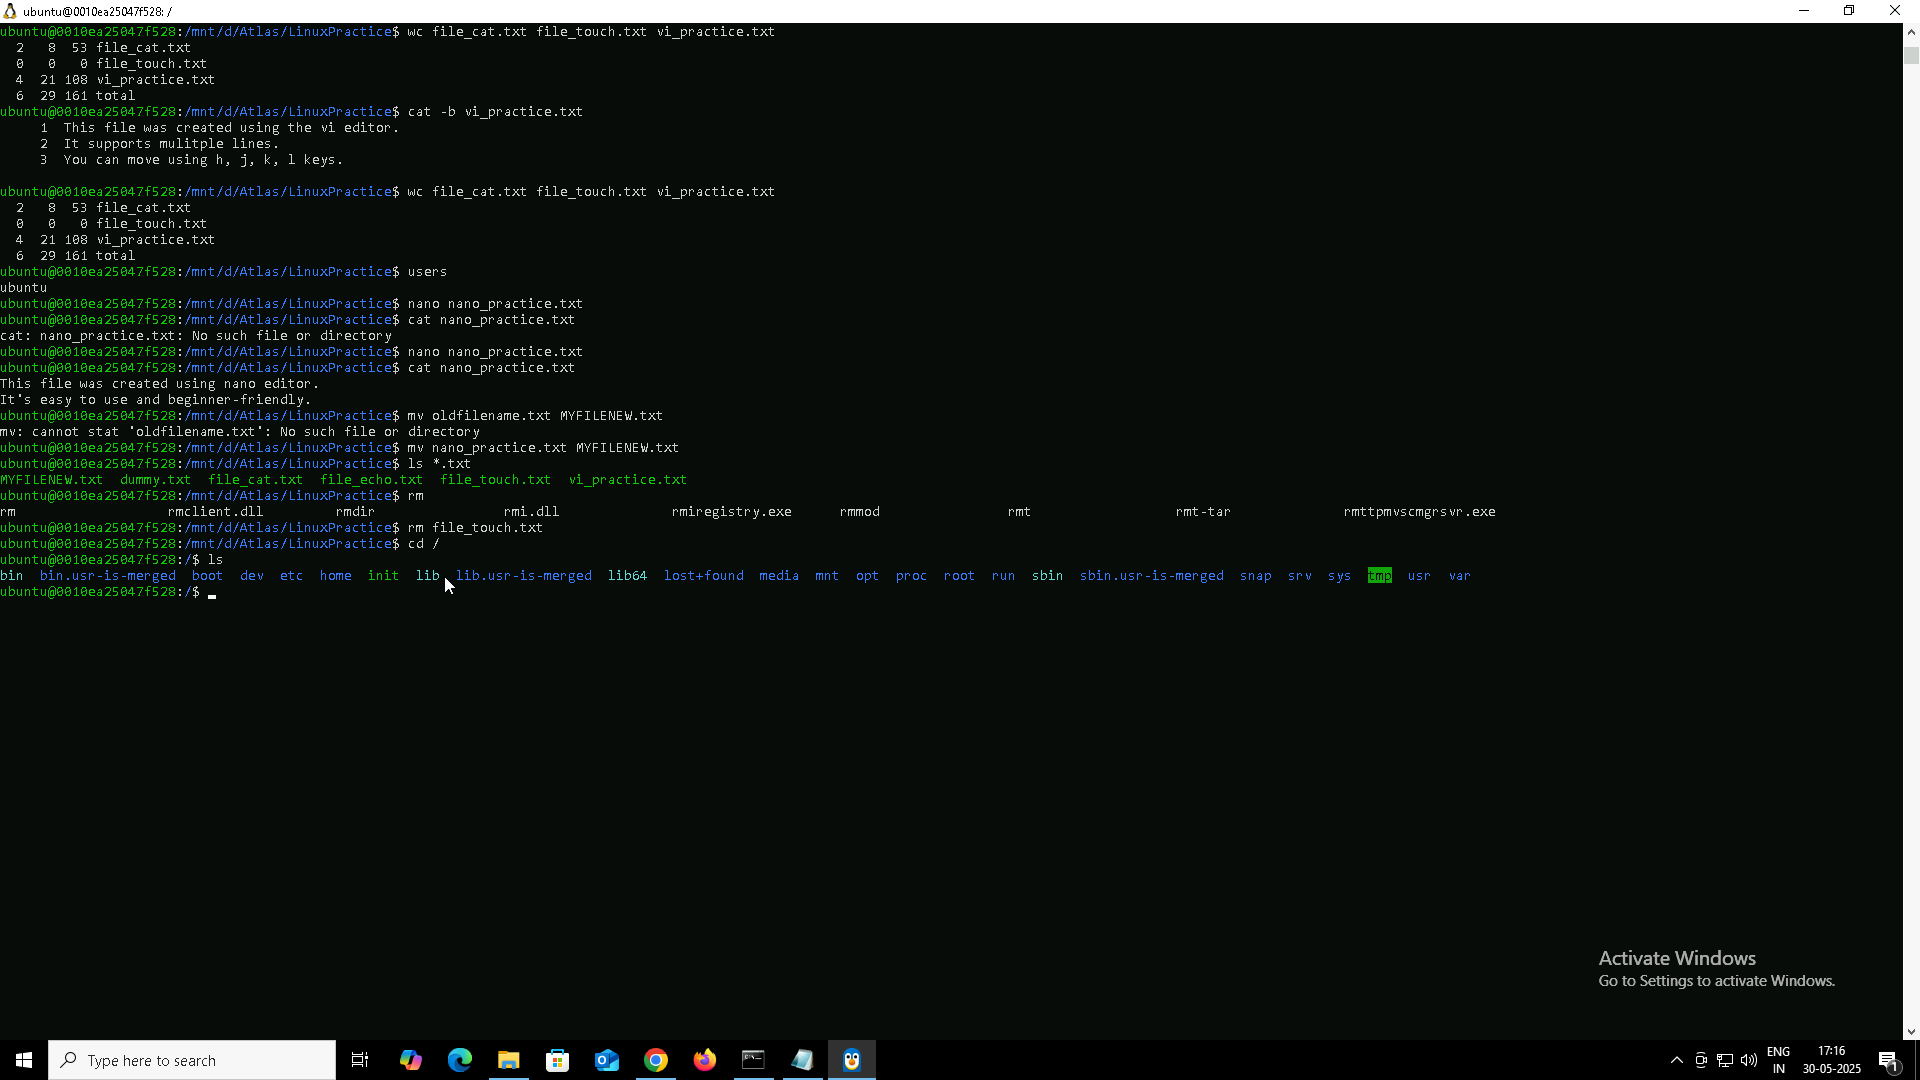 ubuntu@0010ea25047f528: /
ubuntu@0010ea25047f528:/mnt/d/Atlas/LinuxPractice$ wc file_cat.txt file_touch.txt vi_practice.txt
  2   8  53 file_cat.txt
  0   0   0 file_touch.txt
  4  21 108 vi_practice.txt
  6  29 161 total
ubuntu@0010ea25047f528:/mnt/d/Atlas/LinuxPractice$ cat -b vi_practice.txt
     1  This file was created using the vi editor.
     2  It supports mulitple lines.
     3  You can move using h, j, k, l keys.
ubuntu@0010ea25047f528:/mnt/d/Atlas/LinuxPractice$ wc file_cat.txt file_touch.txt vi_practice.txt
  2   8  53 file_cat.txt
  0   0   0 file_touch.txt
  4  21 108 vi_practice.txt
  6  29 161 total
ubuntu@0010ea25047f528:/mnt/d/Atlas/LinuxPractice$ users
ubuntu
ubuntu@0010ea25047f528:/mnt/d/Atlas/LinuxPractice$ nano nano_practice.txt
ubuntu@0010ea25047f528:/mnt/d/Atlas/LinuxPractice$ cat nano_practice.txt
cat: nano_practice.txt: No such file or directory
ubuntu@0010ea25047f528:/mnt/d/Atlas/LinuxPractice$ nano nano_practice.txt
ubuntu@0010ea25047f528:/mnt/d/Atlas/LinuxPractice$ cat nano_practice.txt
This file was created using nano editor.
It's easy to use and beginner-friendly.
ubuntu@0010ea25047f528:/mnt/d/Atlas/LinuxPractice$ mv oldfilename.txt MYFILENEW.txt
mv: cannot stat 'oldfilename.txt': No such file or directory
ubuntu@0010ea25047f528:/mnt/d/Atlas/LinuxPractice$ mv nano_practice.txt MYFILENEW.txt
ubuntu@0010ea25047f528:/mnt/d/Atlas/LinuxPractice$ ls *.txt
MYFILENEW.txt  dummy.txt  file_cat.txt  file_echo.txt  file_touch.txt  vi_practice.txt
ubuntu@0010ea25047f528:/mnt/d/Atlas/LinuxPractice$ rm
rm  rmclient.dll  rmdir  rmi.dll  rmiregistry.exe  rmmod  rmt  rmt-tar  rmttpmvscmgrsvr.exe
ubuntu@0010ea25047f528:/mnt/d/Atlas/LinuxPractice$ rm file_touch.txt
ubuntu@0010ea25047f528:/mnt/d/Atlas/LinuxPractice$ cd /
ubuntu@0010ea25047f528:/$ ls
bin  bin.usr-is-merged  boot  dev  etc  home  init  lib  lib.usr-is-merged  lib64  lost+found  media  mnt  opt  proc  root  run  sbin  sbin.usr-is-merged  snap  srv  sys  tmp  usr  var
ubuntu@0010ea25047f528:/$
Activate Windows
Go to Settings to activate Windows.
Type here to search
ENG
IN
17:16
30-05-2025
1